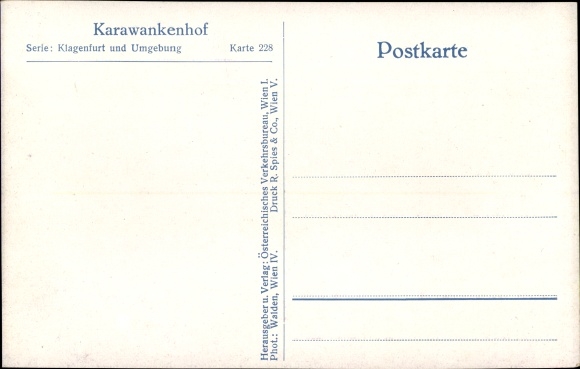 Karawankenhof
Serie: Klagenfurt und Umgebung Karte 228
Postkarte
Herausgeber u. Verlag: Österreichisches Verkehrsbureau, Wien I.
Phot.: Walden, Wien IV. Druck R. Spies & Co., Wien V.